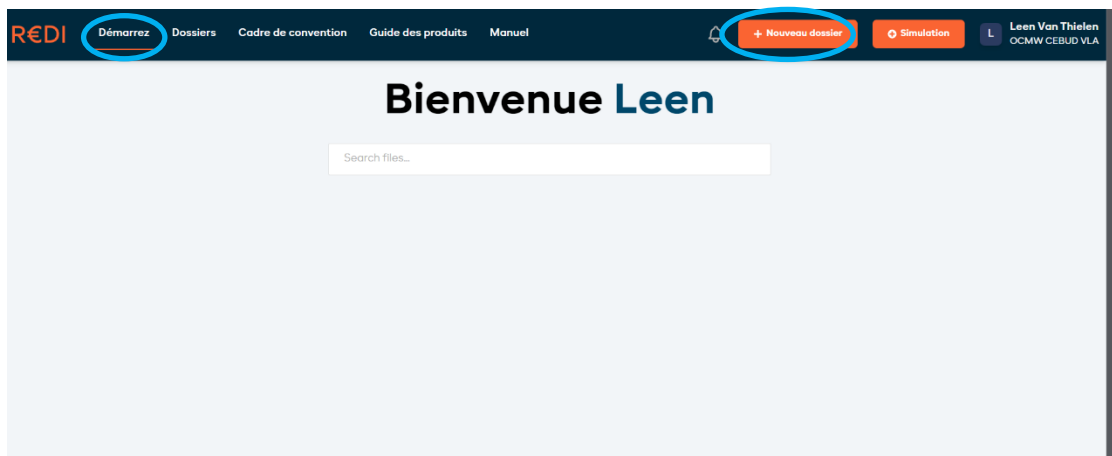 R€DI Démarrez Dossiers Cadre de convention Guide des produits Manuel + Nouveau dossier Simulation L Leen Van Thielen
OCMW CEBUD VLA
Bienvenue Leen
Search files...